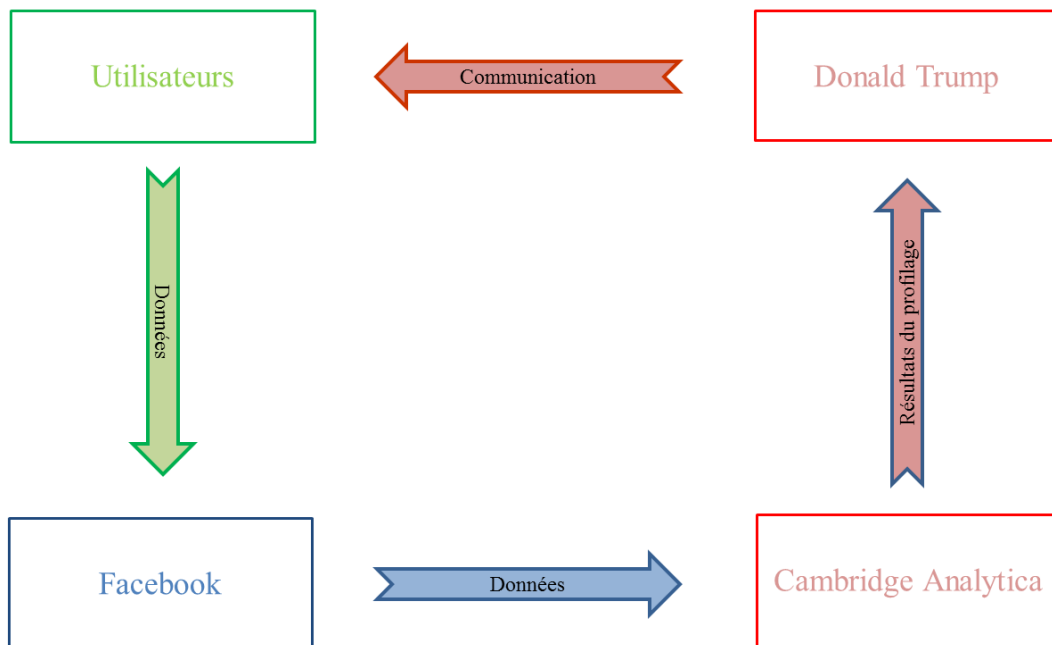 Utilisateurs
Communication
Donald Trump
Données
Résultats du profilage
Facebook
Données
Cambridge Analytica